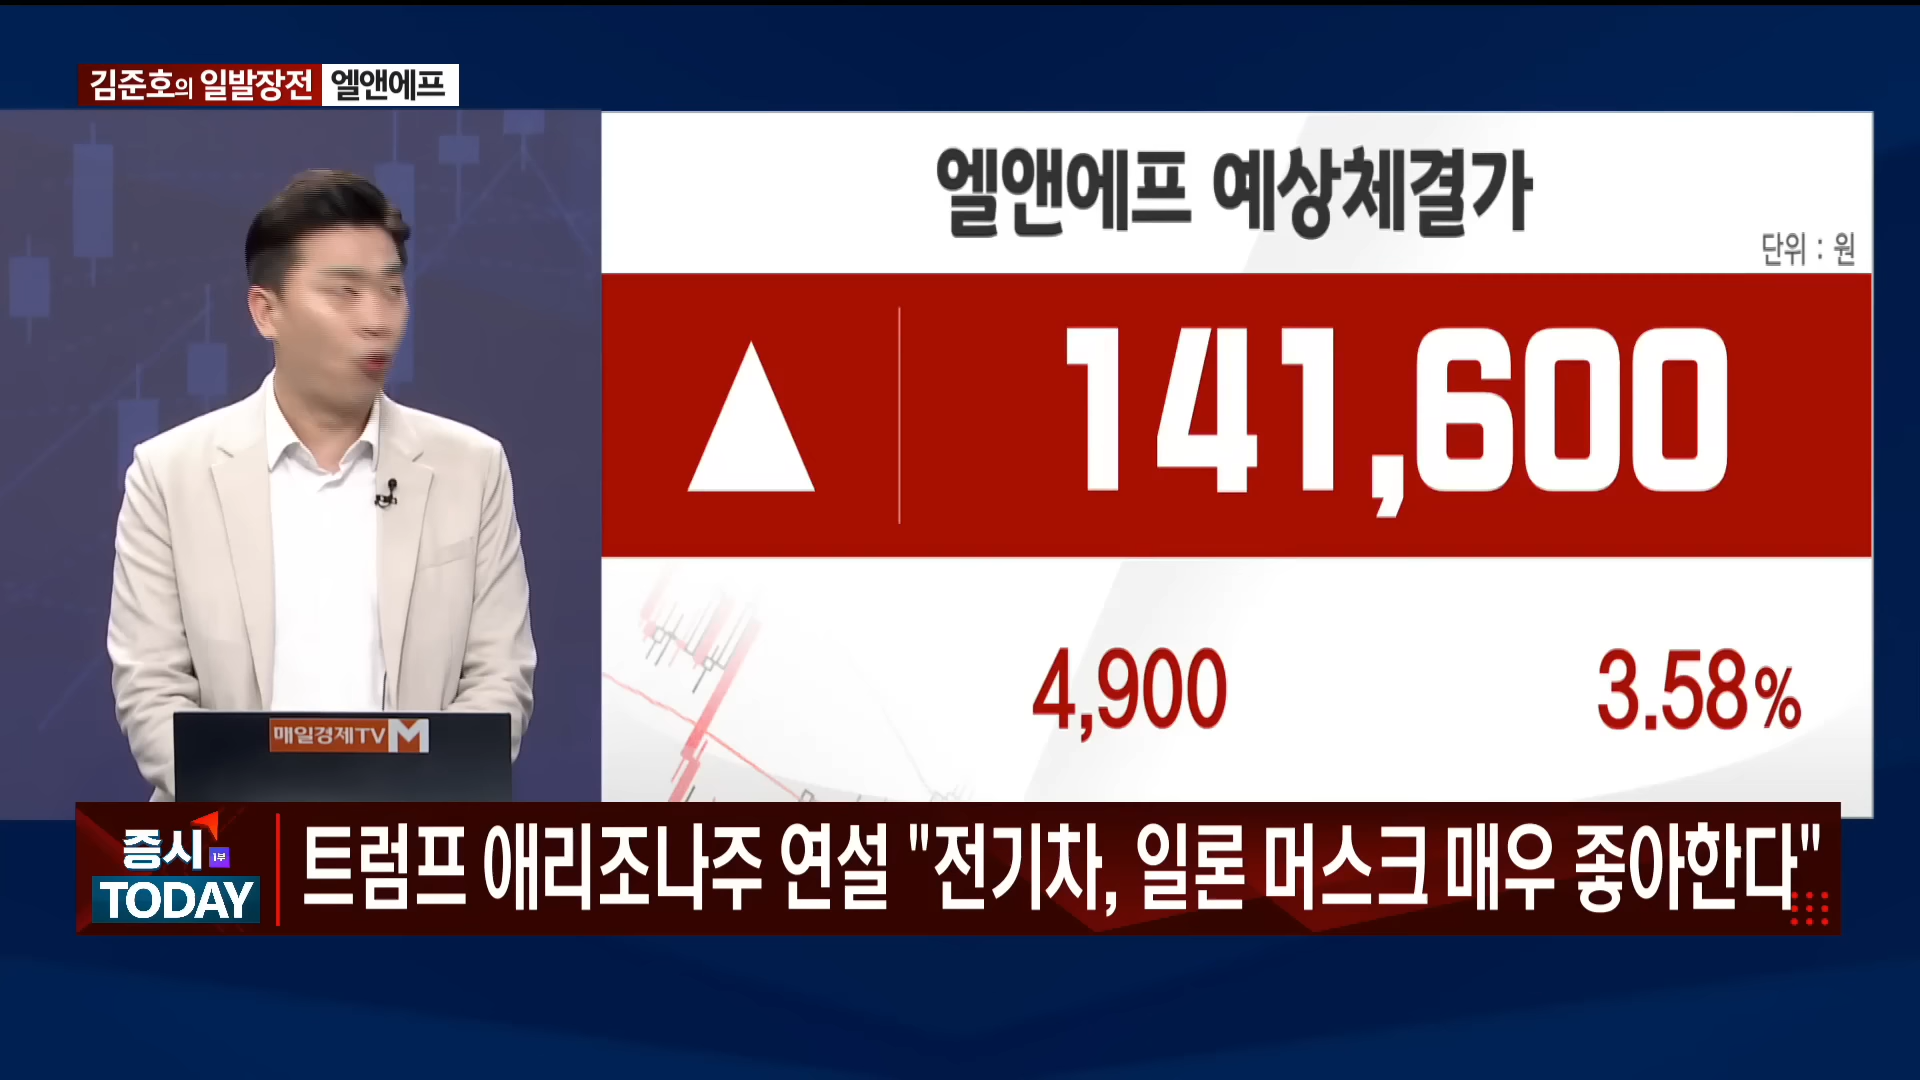 김준호의 일발장전 엘앤에프
엘앤에프 예상체결가
단위 : 원
▲ 141,600
4,900 3.58%
매일경제TV M
증시 1부
TODAY
트럼프 애리조나주 연설 "전기차, 일론 머스크 매우 좋아한다"